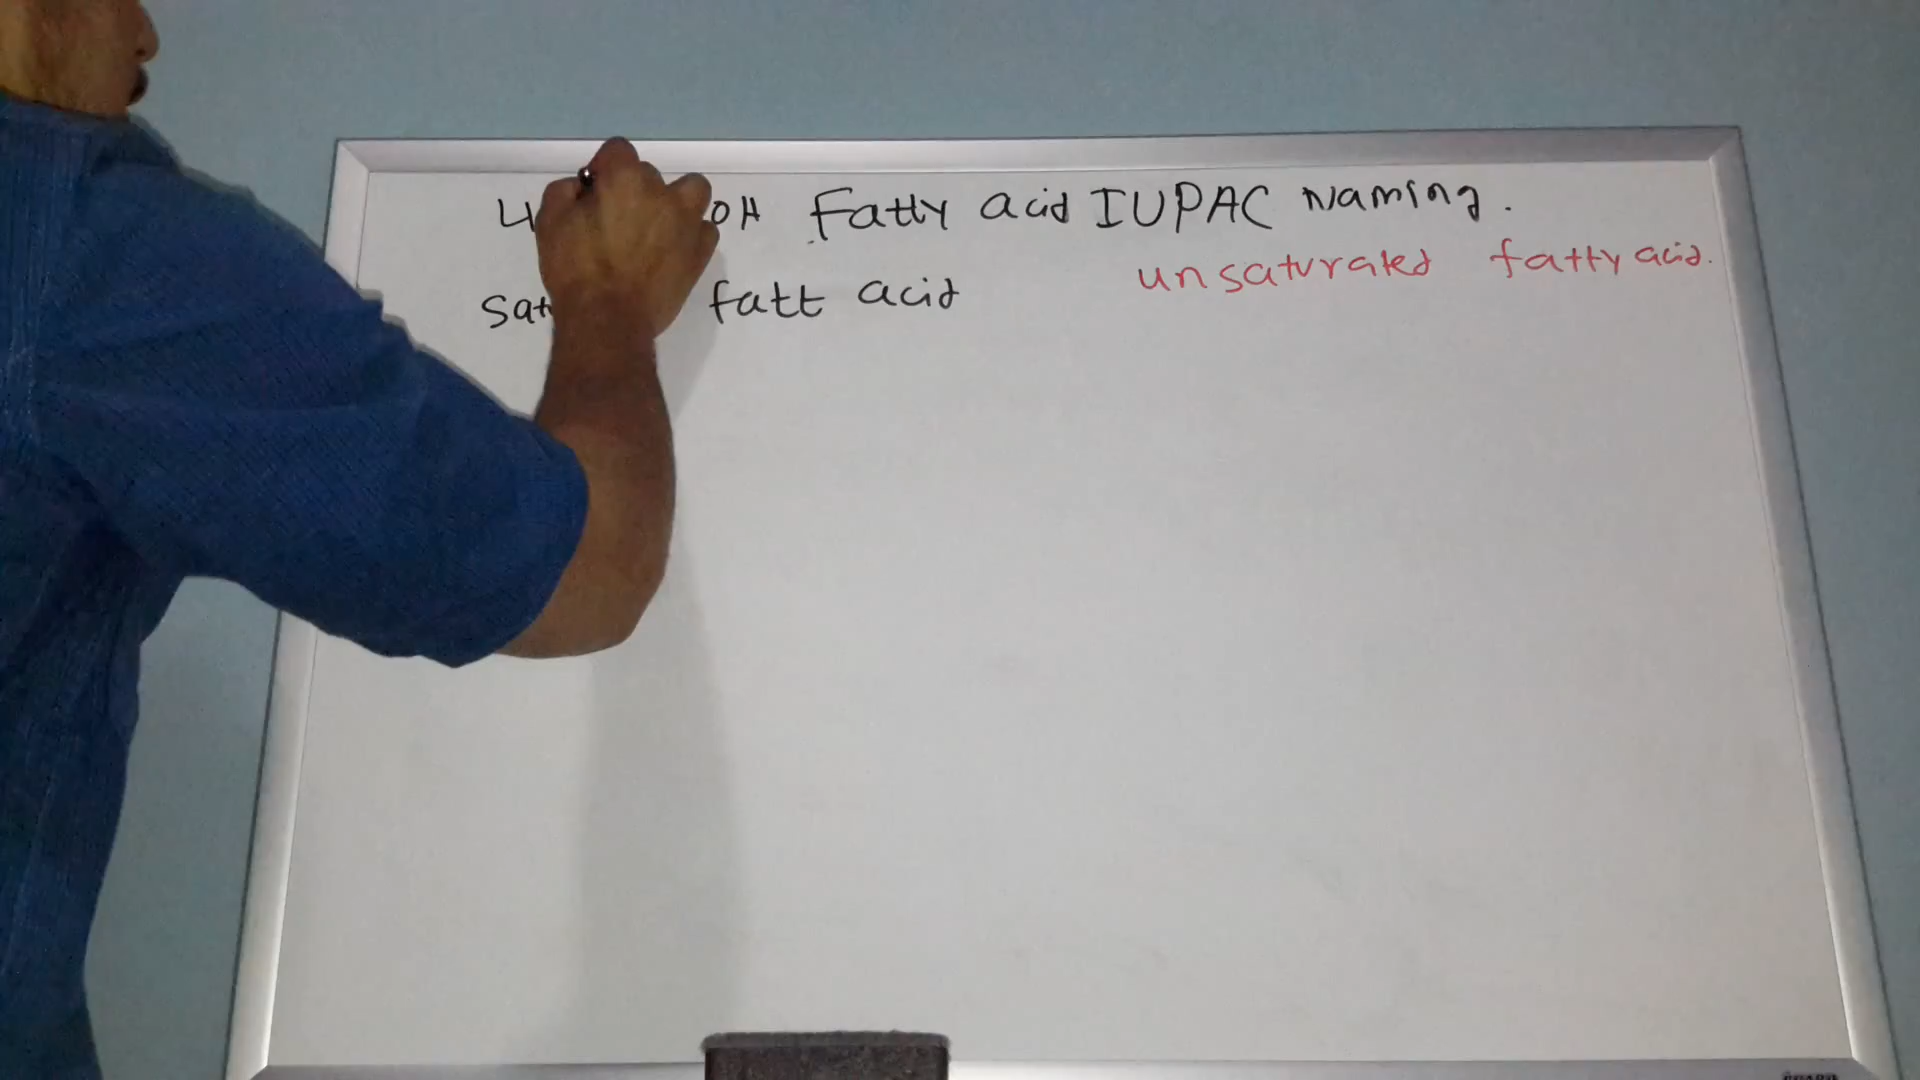 OH Fatty acid IUPAC Naming.
fatt acid
unsaturated fatty acid.